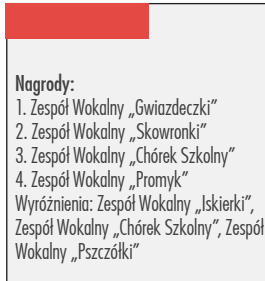 Nagrody:
1. Zespół Wokalny „Gwiazdeczki”
2. Zespół Wokalny „Skowronki”
3. Zespół Wokalny „Chórek Szkolny”
4. Zespół Wokalny „Promyk”
Wyróżnienia: Zespół Wokalny „Iskierki”,
Zespół Wokalny „Chórek Szkolny”, Zespół
Wokalny „Pszczółki”